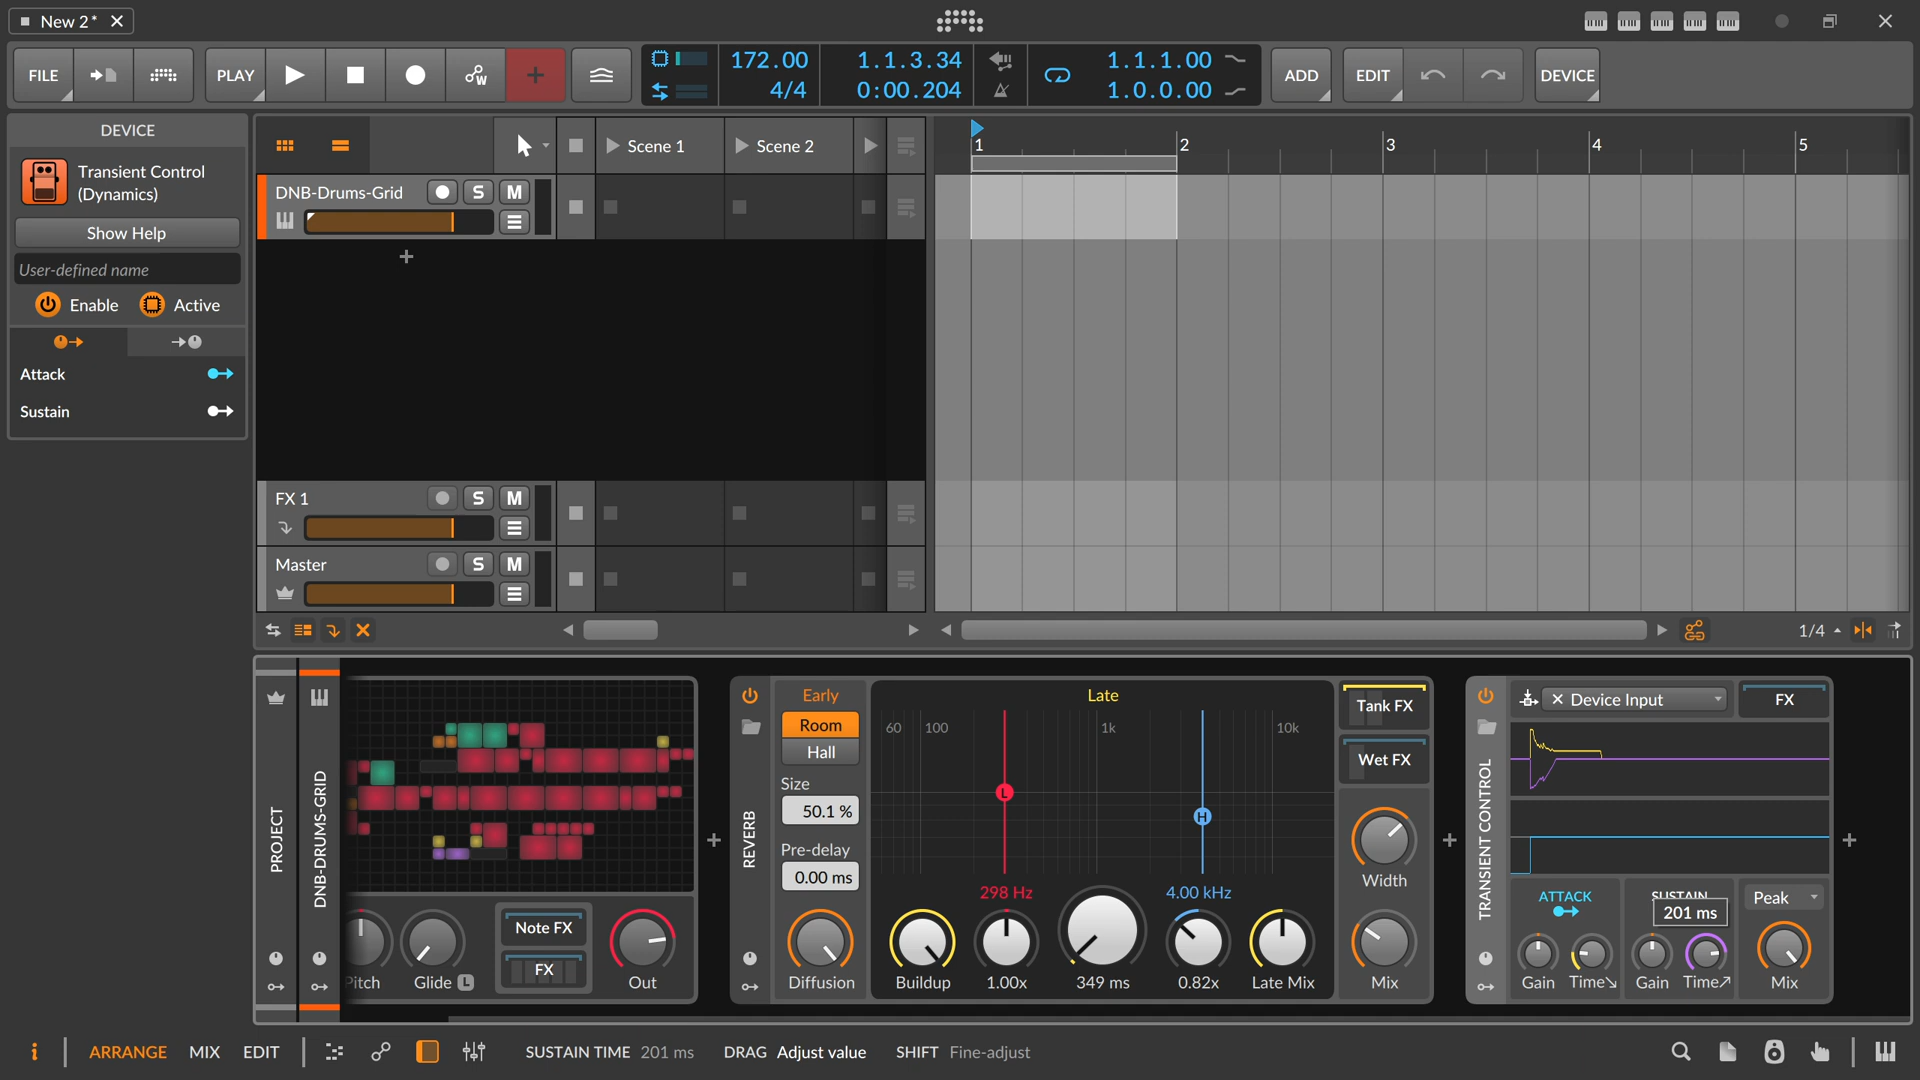 New 2* ✕
FILE
PLAY
172.00
4/4
1.1.3.34
0:00.204
1.1.1.00
1.0.0.00
ADD
EDIT
DEVICE
DEVICE
Transient Control
(Dynamics)
Show Help
User-defined name
Enable
Active
Attack
Sustain
Scene 1
Scene 2
1
2
3
4
5
DNB-Drums-Grid
S
M
FX 1
S
M
Master
S
M
1/4
PROJECT
DNB-DRUMS-GRID
Pitch
Glide
L
Note FX
FX
Out
REVERB
Early
Room
Hall
Size
50.1 %
Pre-delay
0.00 ms
Diffusion
Late
60
100
1k
10k
L
H
298 Hz
4.00 kHz
Buildup
1.00x
349 ms
0.82x
Late Mix
Tank FX
Wet FX
Width
Mix
TRANSIENT CONTROL
✕ Device Input
FX
ATTACK
SUSTAIN
201 ms
Peak
Gain
Time↘
Gain
Time↗
Mix
ARRANGE
MIX
EDIT
SUSTAIN TIME 201 ms
DRAG Adjust value
SHIFT Fine-adjust